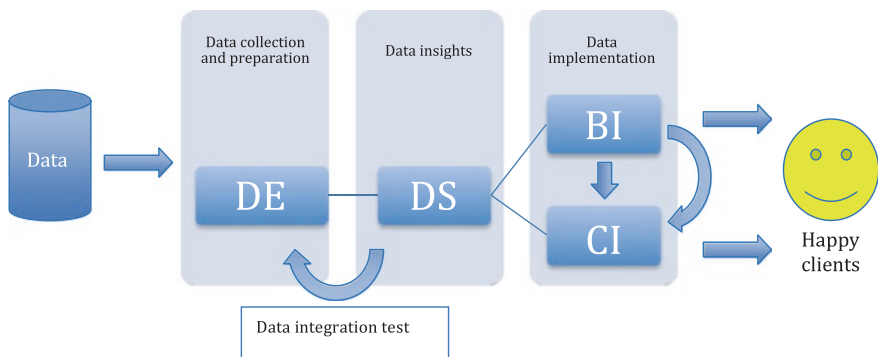 Data
Data collection
and preparation
DE
Data insights
DS
Data
implementation
BI
CI
Happy
clients
Data integration test